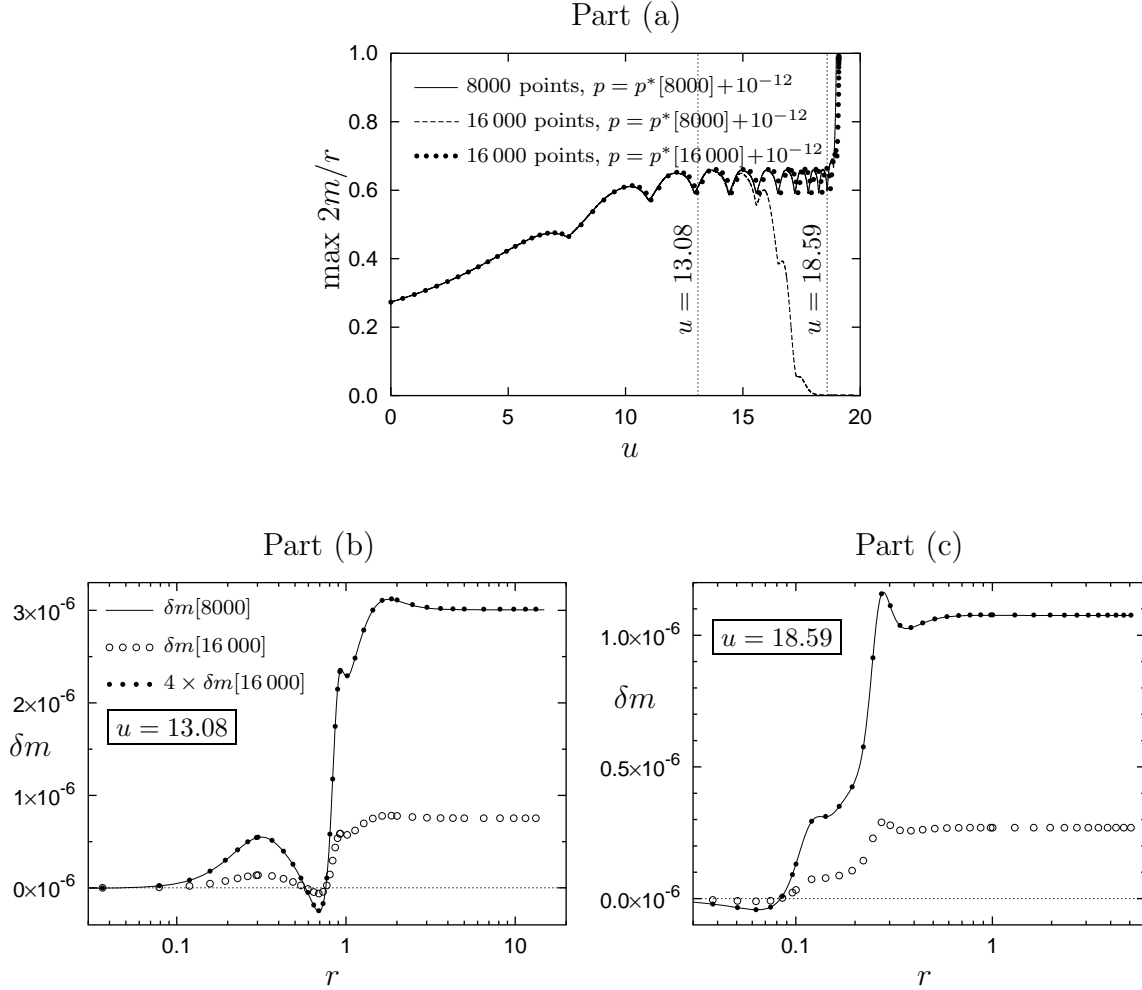 Part (a)
1.0
0.8
0.6
0.4
0.2
0.0
max 2m/r
8000 points, p = p*[8000]+10⁻¹²
16 000 points, p = p*[8000]+10⁻¹²
16 000 points, p = p*[16 000]+10⁻¹²
u = 13.08
u = 18.59
0 5 10 15 20
u
Part (b)
3×10⁻⁶
2×10⁻⁶
1×10⁻⁶
0×10⁻⁶
δm
δm[8000]
δm[16 000]
4 × δm[16 000]
u = 13.08
0.1 1 10
r
Part (c)
1.0×10⁻⁶
0.5×10⁻⁶
0.0×10⁻⁶
δm
u = 18.59
0.1 1
r